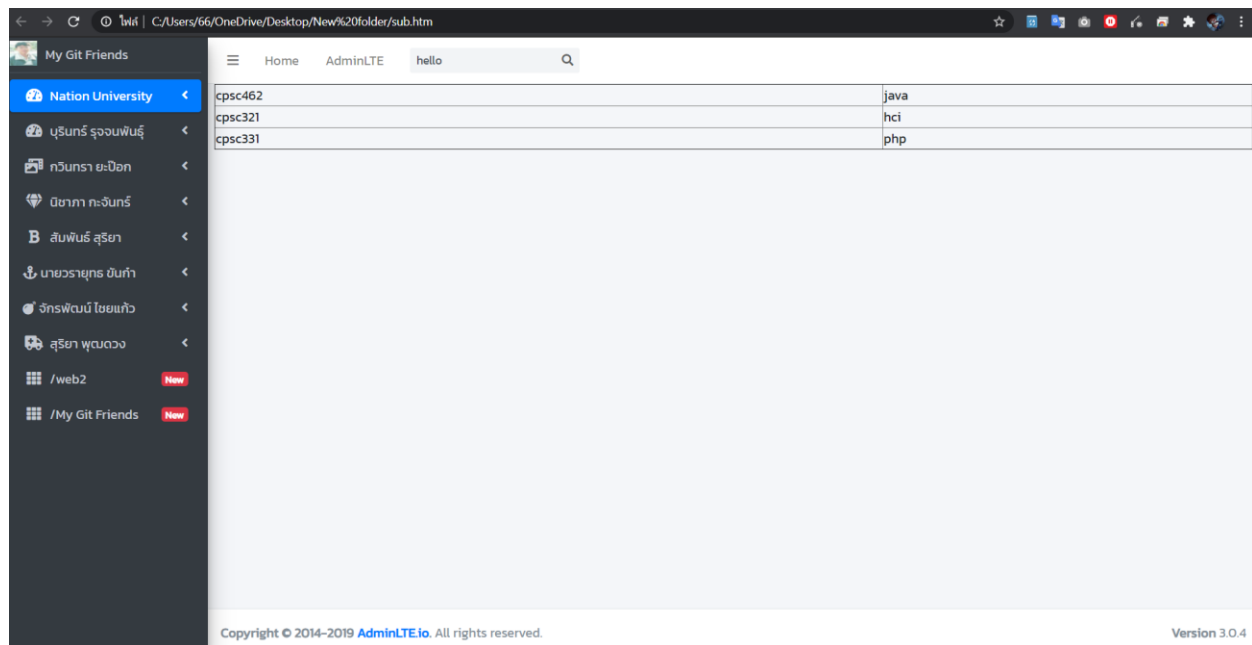 ไฟล์ | C:/Users/66/OneDrive/Desktop/New%20folder/sub.htm
My Git Friends
Home AdminLTE hello
Nation University
บุรินทร์ รุจจนพันธุ์
กวินทรา ยะป๊อก
นิชาภา กะจันทร์
สัมพันธ์ สุริยา
นายวรายุทธ ขันทำ
จักรพัฒน์ ไชยแก้ว
สุริยา พุฒดวง
/web2 New
/My Git Friends New
cpsc462 java
cpsc321 hci
cpsc331 php
Copyright © 2014-2019 AdminLTE.io. All rights reserved. Version 3.0.4